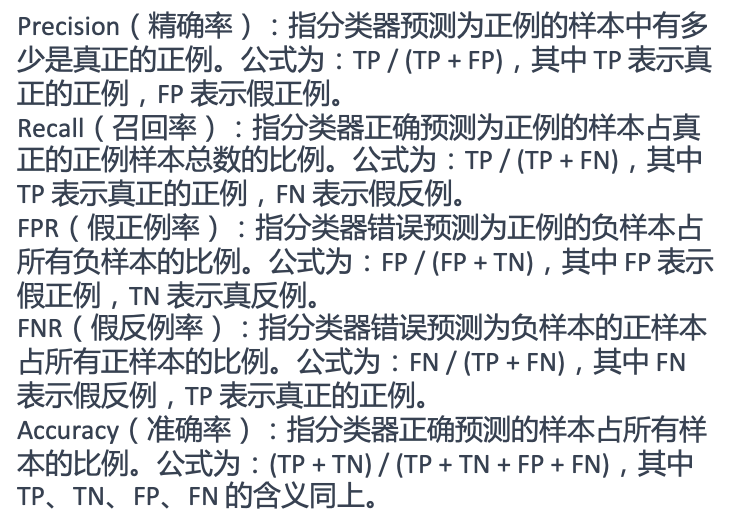 Precision（精确率）：指分类器预测为正例的样本中有多
少是真正的正例。公式为：TP / (TP + FP)，其中 TP 表示真
正的正例，FP 表示假正例。
Recall（召回率）：指分类器正确预测为正例的样本占真
正的正例样本总数的比例。公式为：TP / (TP + FN)，其中
TP 表示真正的正例，FN 表示假反例。
FPR（假正例率）：指分类器错误预测为正例的负样本占
所有负样本的比例。公式为：FP / (FP + TN)，其中 FP 表示
假正例，TN 表示真反例。
FNR（假反例率）：指分类器错误预测为负样本的正样本
占所有正样本的比例。公式为：FN / (TP + FN)，其中 FN
表示假反例，TP 表示真正的正例。
Accuracy（准确率）：指分类器正确预测的样本占所有样
本的比例。公式为：(TP + TN) / (TP + TN + FP + FN)，其中
TP、TN、FP、FN 的含义同上。